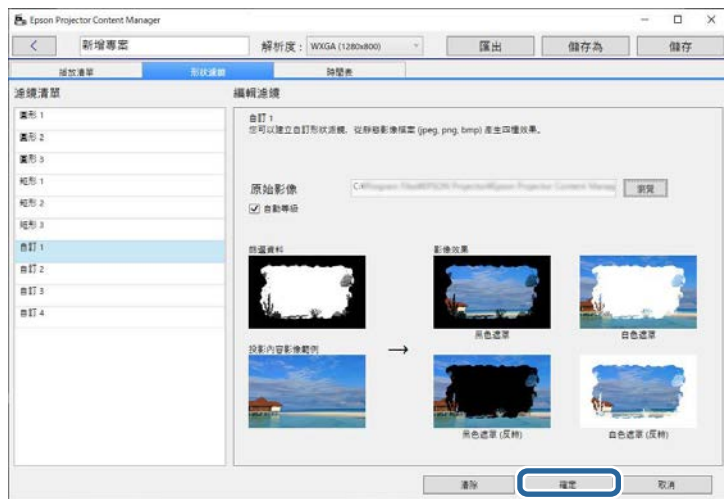 Epson Projector Content Manager
新增專案 解析度： WXGA (1280x800) 匯出 儲存為 儲存
播放清單 形狀濾鏡 時間表
濾鏡清單 編輯濾鏡
圓形 1
圓形 2
圓形 3
矩形 1
矩形 2
矩形 3
自訂 1
自訂 2
自訂 3
自訂 4
自訂 1
您可以建立自訂形狀濾鏡，從靜態影像檔案 (jpeg, png, bmp) 產生四種效果。
原始影像 瀏覽
自動等級
篩選資料 影像效果
黑色遮罩 白色遮罩
投影內容影像範例
黑色遮罩 (反轉) 白色遮罩 (反轉)
清除 確定 取消